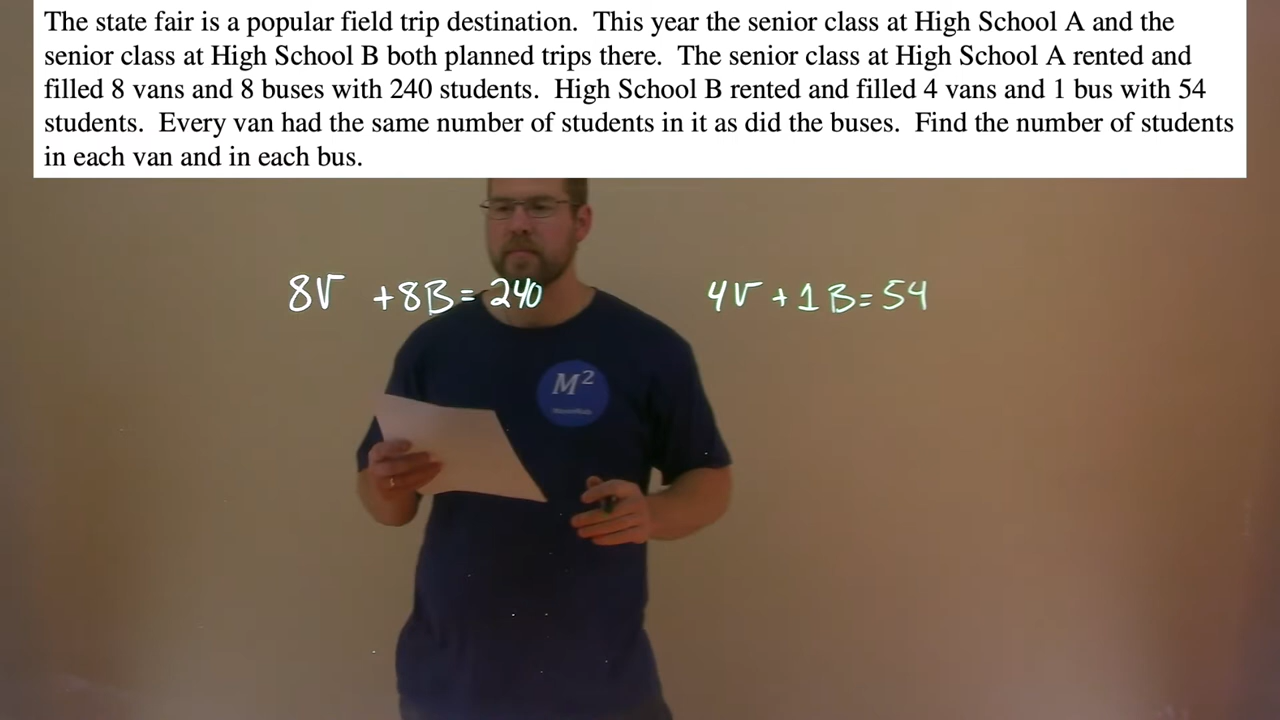 The state fair is a popular field trip destination. This year the senior class at High School A and the
senior class at High School B both planned trips there. The senior class at High School A rented and
filled 8 vans and 8 buses with 240 students. High School B rented and filled 4 vans and 1 bus with 54
students. Every van had the same number of students in it as did the buses. Find the number of students
in each van and in each bus.
8V + 8B = 240
4V + 1B = 54
M²